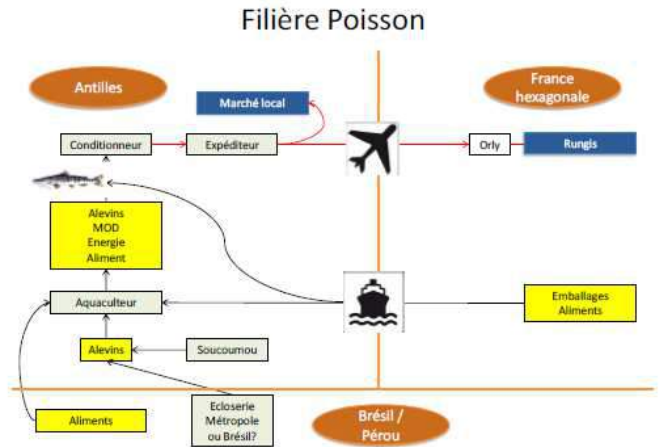 Filière Poisson
Antilles
France
hexagonale
Marché local
Conditionneur
Expéditeur
Orly
Rungis
Alevins
MOD
Energie
Aliment
Aquaculteur
Emballages
Aliments
Alevins
Soucoumou
Aliments
Ecloserie
Métropole
ou Brésil?
Brésil /
Pérou